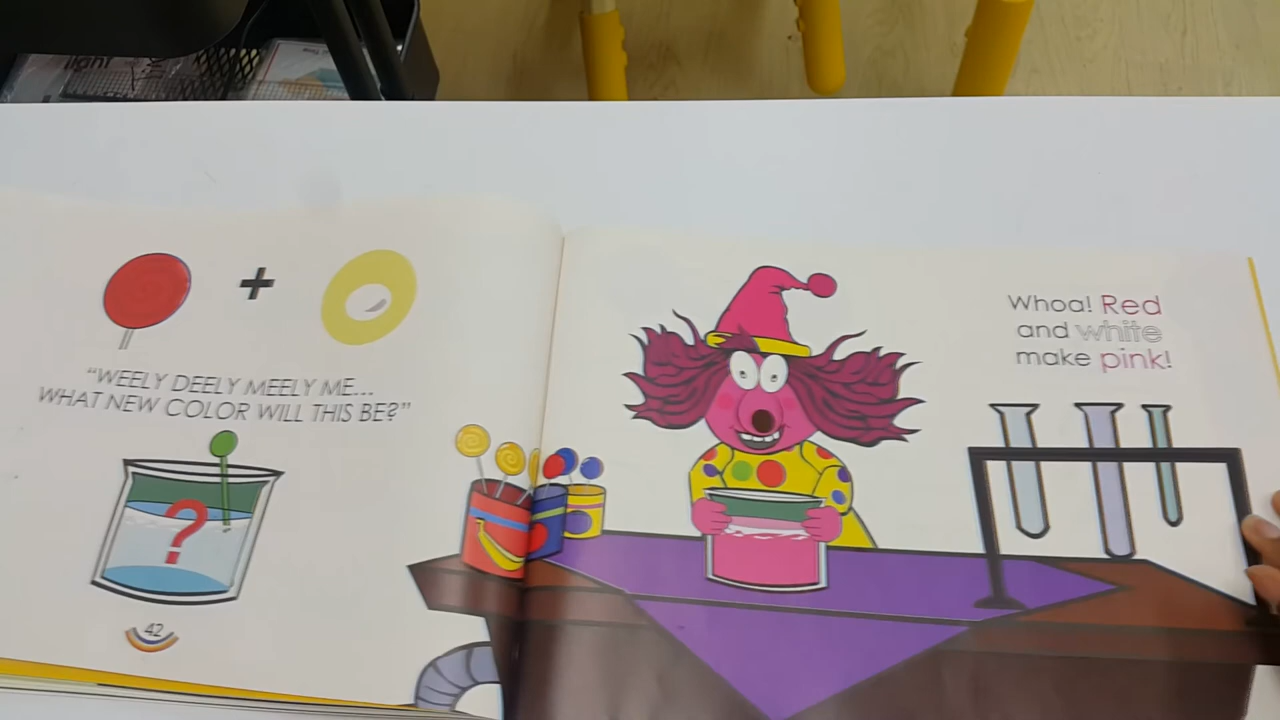 "WEELY DEELY MEELY ME...
WHAT NEW COLOR WILL THIS BE?"
?
42
Whoa! Red
and white
make pink!